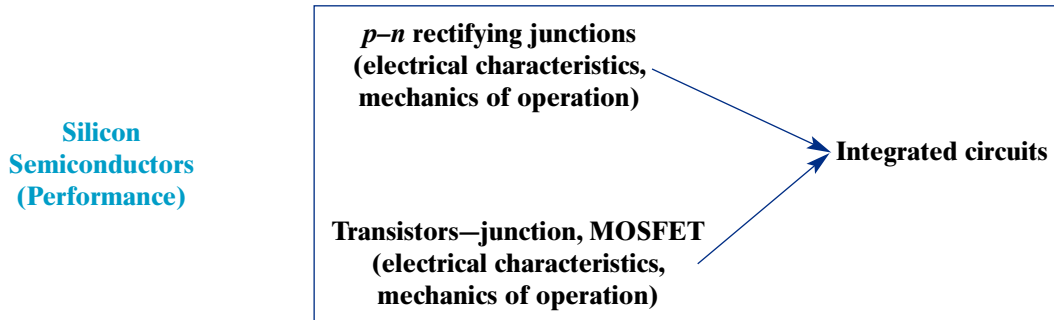 Silicon
Semiconductors
(Performance)
p–n rectifying junctions
(electrical characteristics,
mechanics of operation)
Integrated circuits
Transistors—junction, MOSFET
(electrical characteristics,
mechanics of operation)